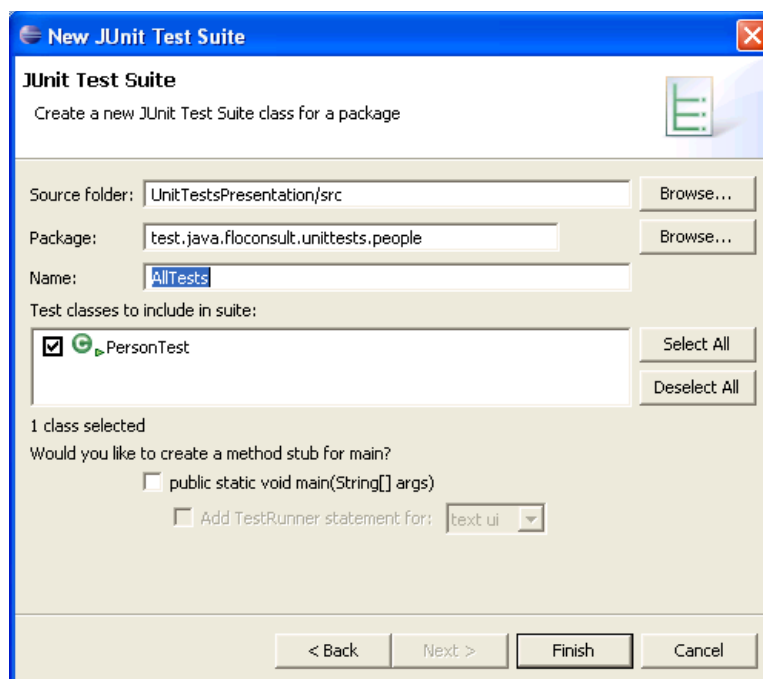 New JUnit Test Suite
JUnit Test Suite
Create a new JUnit Test Suite class for a package
Source folder: UnitTestsPresentation/src Browse...
Package: test.java.floconsult.unittests.people Browse...
Name: AllTests
Test classes to include in suite:
C PersonTest Select All
Deselect All
1 class selected
Would you like to create a method stub for main?
public static void main(String[] args)
Add TestRunner statement for: text ui
< Back Next > Finish Cancel